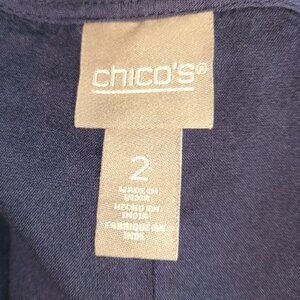 chico's®
2
MADE IN
INDIA
HECHO EN
INDIA
FABRIQUÉ EN
INDE